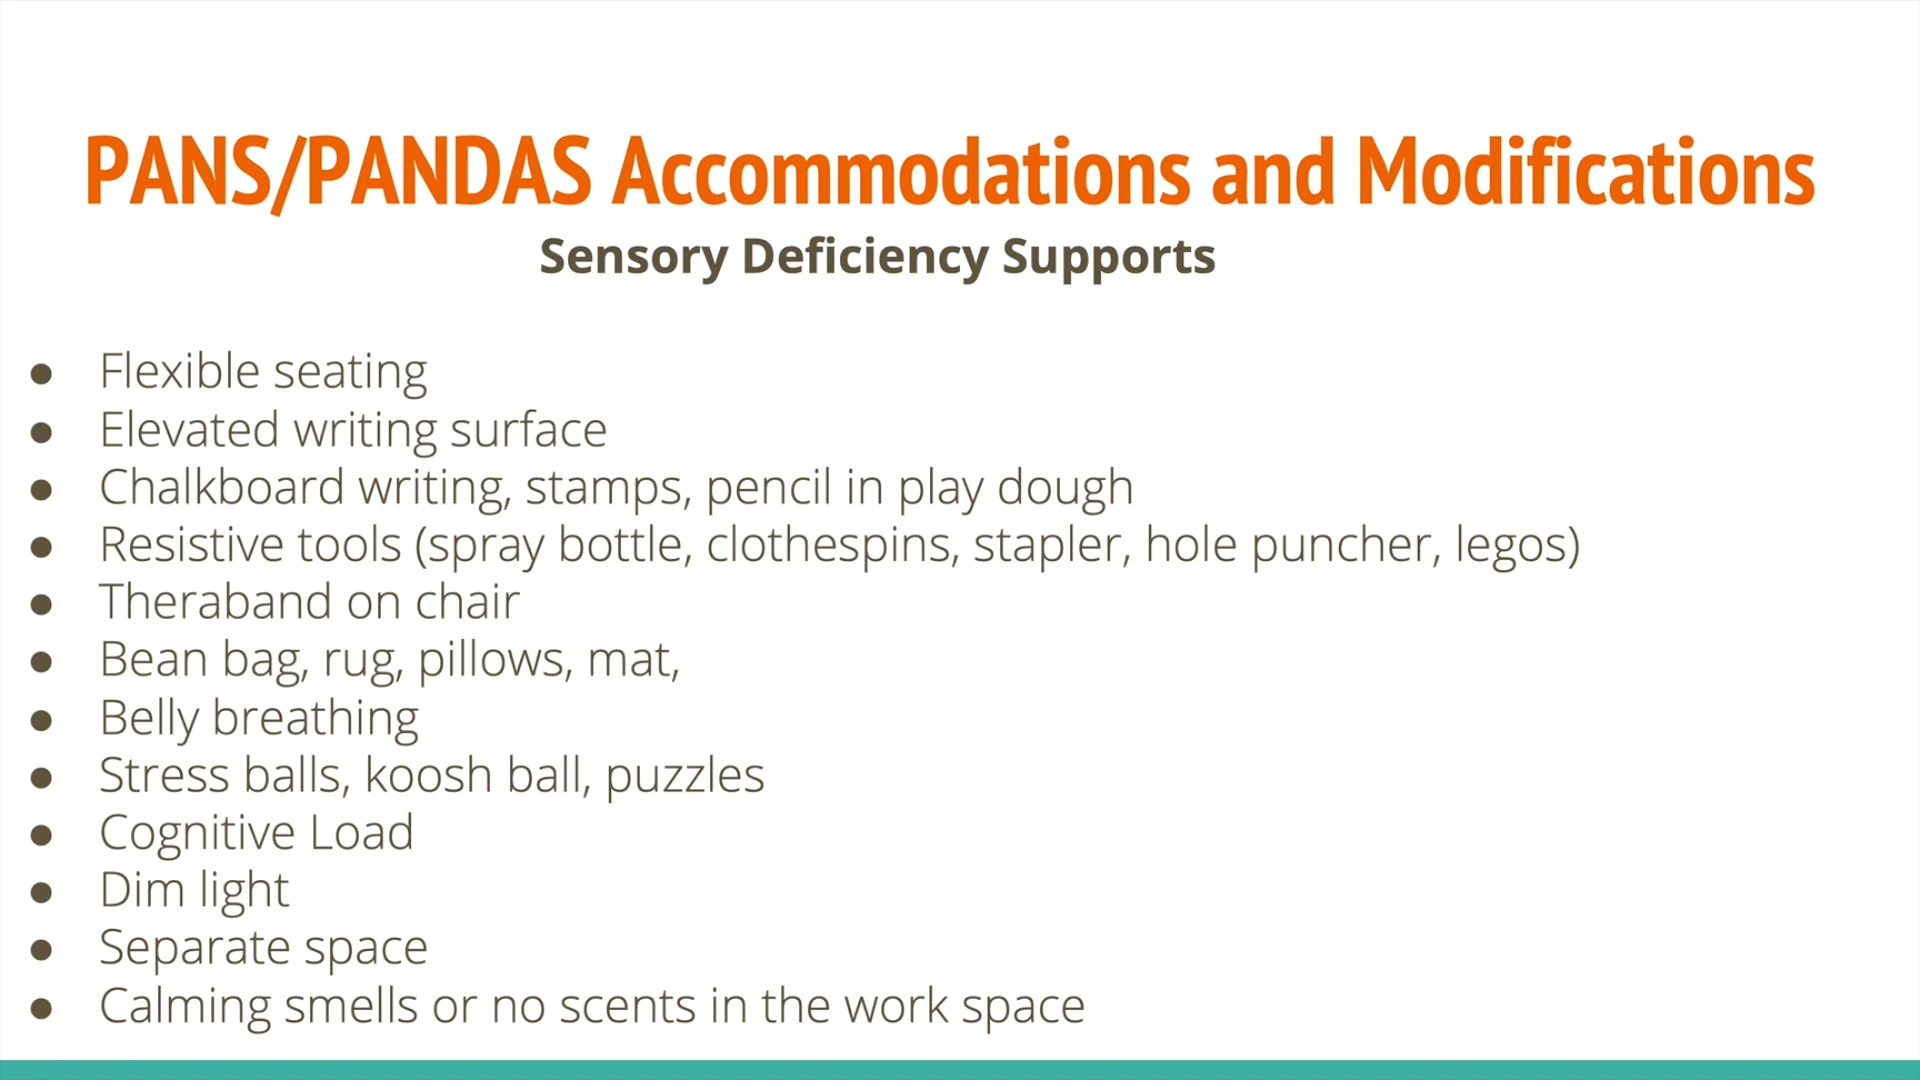 PANS/PANDAS Accommodations and Modifications
Sensory Deficiency Supports
● Flexible seating
● Elevated writing surface
● Chalkboard writing, stamps, pencil in play dough
● Resistive tools (spray bottle, clothespins, stapler, hole puncher, legos)
● Theraband on chair
● Bean bag, rug, pillows, mat,
● Belly breathing
● Stress balls, koosh ball, puzzles
● Cognitive Load
● Dim light
● Separate space
● Calming smells or no scents in the work space